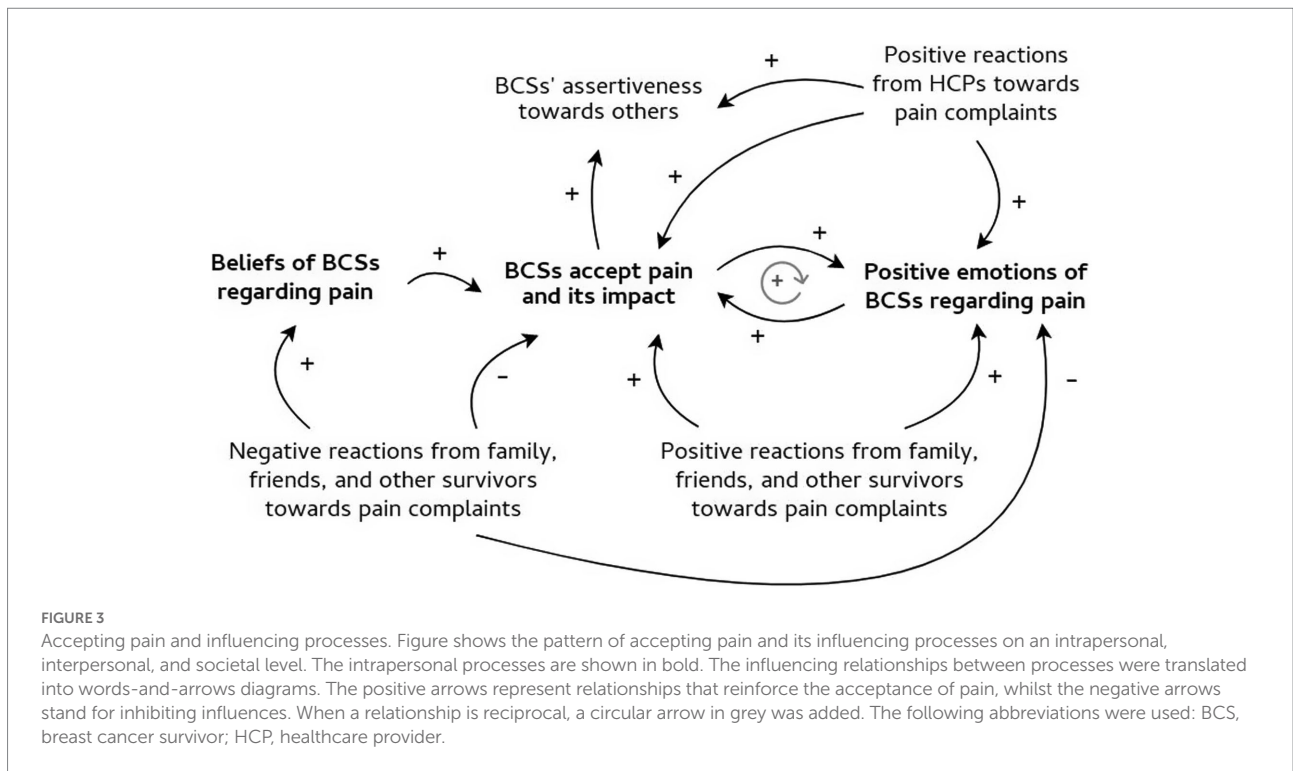 Positive reactions
from HCPs towards
pain complaints
+
BCSs' assertiveness
towards others
+
+
+
Beliefs of BCSs
regarding pain
+
BCSs accept pain
and its impact
+
+
+
Positive emotions of
BCSs regarding pain
+
-
+
+
-
Negative reactions from family,
friends, and other survivors
towards pain complaints
Positive reactions from family,
friends, and other survivors
towards pain complaints
FIGURE 3
Accepting pain and influencing processes. Figure shows the pattern of accepting pain and its influencing processes on an intrapersonal,
interpersonal, and societal level. The intrapersonal processes are shown in bold. The influencing relationships between processes were translated
into words-and-arrows diagrams. The positive arrows represent relationships that reinforce the acceptance of pain, whilst the negative arrows
stand for inhibiting influences. When a relationship is reciprocal, a circular arrow in grey was added. The following abbreviations were used: BCS,
breast cancer survivor; HCP, healthcare provider.